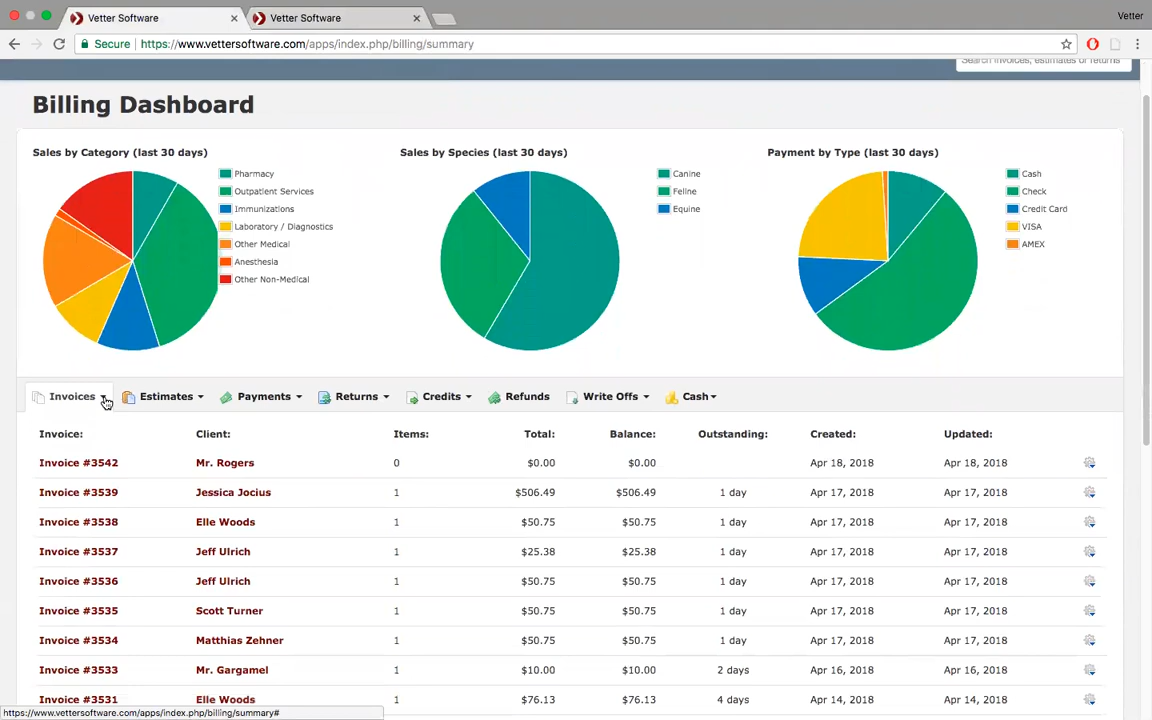 Vetter Software
Vetter Software
Vetter
Secure https://www.vettersoftware.com/apps/index.php/billing/summary
Search invoices, estimates or returns
Billing Dashboard
Sales by Category (last 30 days)
Pharmacy
Outpatient Services
Immunizations
Laboratory / Diagnostics
Other Medical
Anesthesia
Other Non-Medical
Sales by Species (last 30 days)
Canine
Feline
Equine
Payment by Type (last 30 days)
Cash
Check
Credit Card
VISA
AMEX
Invoices Estimates Payments Returns Credits Refunds Write Offs Cash
Invoice: Client: Items: Total: Balance: Outstanding: Created: Updated:
Invoice #3542 Mr. Rogers 0 $0.00 $0.00 Apr 18, 2018 Apr 18, 2018
Invoice #3539 Jessica Jocius 1 $506.49 $506.49 1 day Apr 17, 2018 Apr 17, 2018
Invoice #3538 Elle Woods 1 $50.75 $50.75 1 day Apr 17, 2018 Apr 17, 2018
Invoice #3537 Jeff Ulrich 1 $25.38 $25.38 1 day Apr 17, 2018 Apr 17, 2018
Invoice #3536 Jeff Ulrich 1 $50.75 $50.75 1 day Apr 17, 2018 Apr 17, 2018
Invoice #3535 Scott Turner 1 $50.75 $50.75 1 day Apr 17, 2018 Apr 17, 2018
Invoice #3534 Matthias Zehner 1 $50.75 $50.75 1 day Apr 17, 2018 Apr 17, 2018
Invoice #3533 Mr. Gargamel 1 $10.00 $10.00 2 days Apr 16, 2018 Apr 16, 2018
Invoice #3531 Elle Woods 1 $76.13 $76.13 4 days Apr 14, 2018 Apr 14, 2018
https://www.vettersoftware.com/apps/index.php/billing/summary#